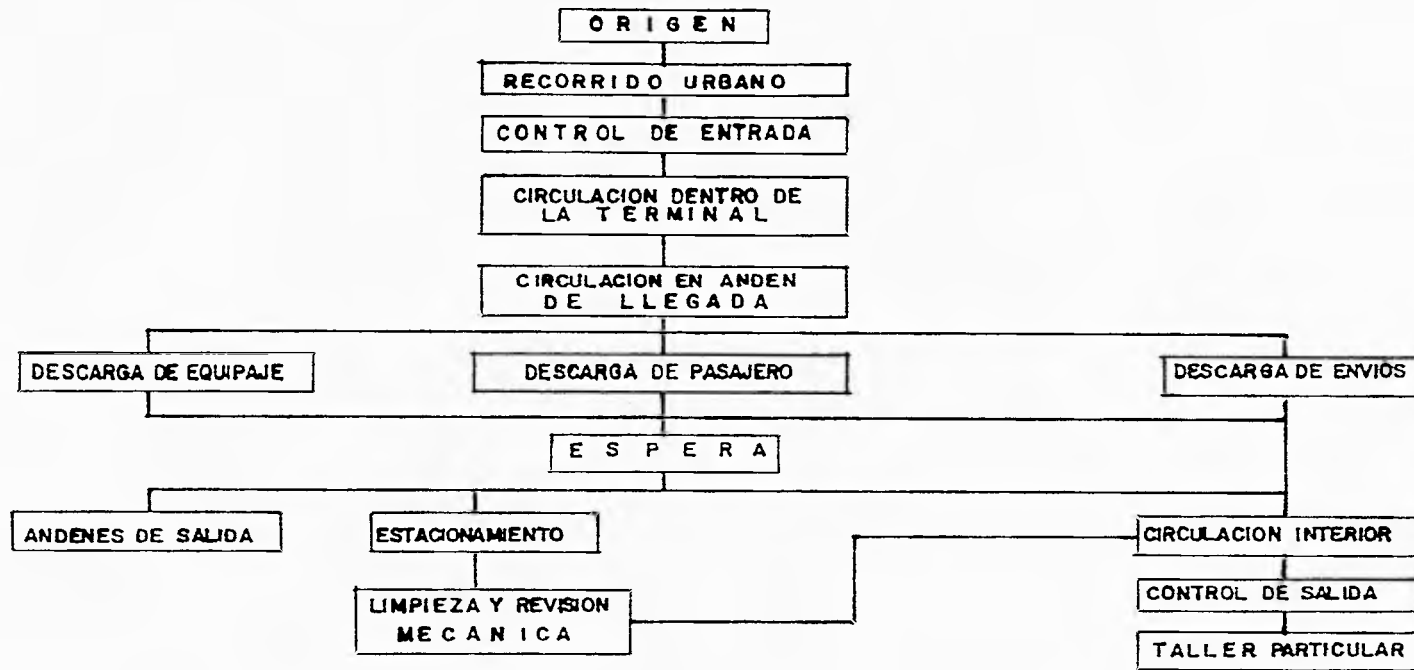 ORIGEN
RECORRIDO URBANO
CONTROL DE ENTRADA
CIRCULACION DENTRO DE
LA TERMINAL
CIRCULACION EN ANDEN
DE LLEGADA
DESCARGA DE EQUIPAJE
DESCARGA DE PASAJERO
DESCARGA DE ENVIOS
ESPERA
ANDENES DE SALIDA
ESTACIONAMIENTO
CIRCULACION INTERIOR
LIMPIEZA Y REVISION
MECANICA
CONTROL DE SALIDA
TALLER PARTICULAR